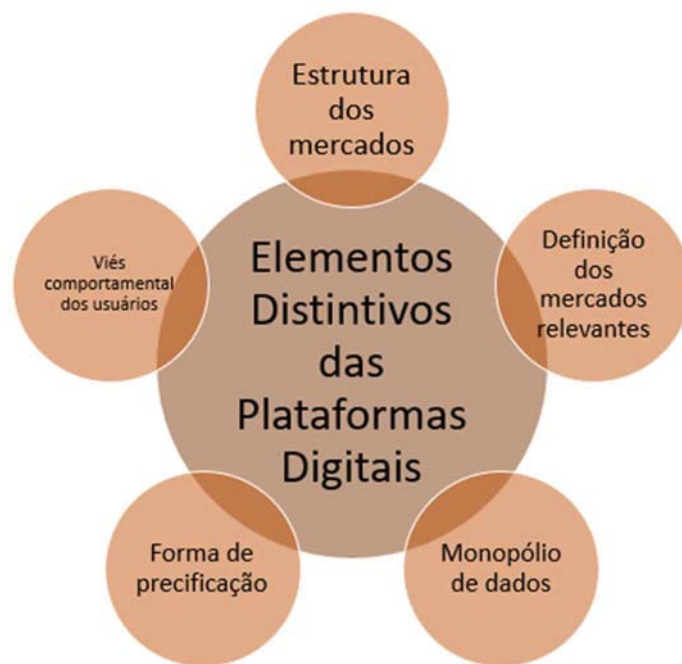 Estrutura
dos
mercados
Elementos
Distintivos
das
Plataformas
Digitais
Definição
dos
mercados
relevantes
Monopólio
de dados
Forma de
precificação
Viés
comportamental
dos usuários